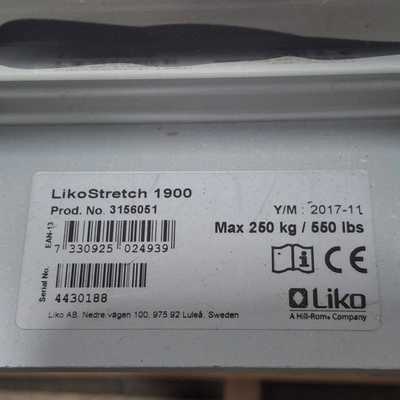 LikoStretch 1900
Prod. No. 3156051
Y/M : 2017-11
Max 250 kg / 550 lbs
EAN-13
7 330925 024939
Serial No.
4430188
i
CE
Liko
A Hill-Rom® Company
Liko AB, Nedre vägen 100, 975 92 Luleå, Sweden